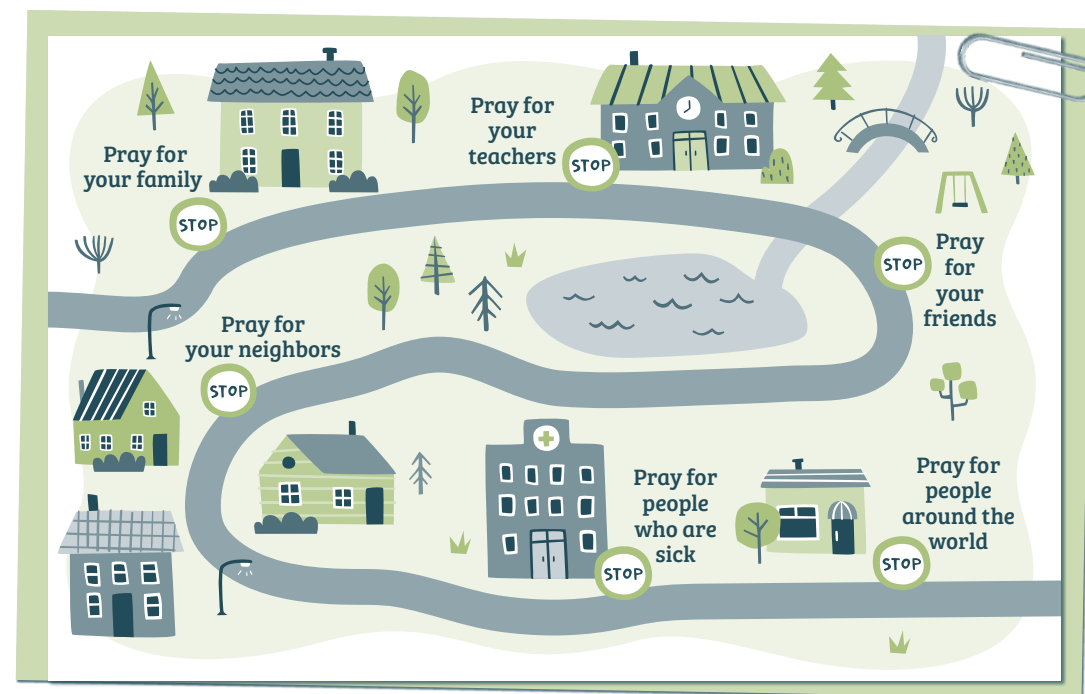 Pray for
your family
STOP
Pray for
your
teachers
STOP
Pray
for
your
friends
STOP
Pray for
your neighbors
STOP
Pray for
people
who are
sick
STOP
Pray for
people
around the
world
STOP